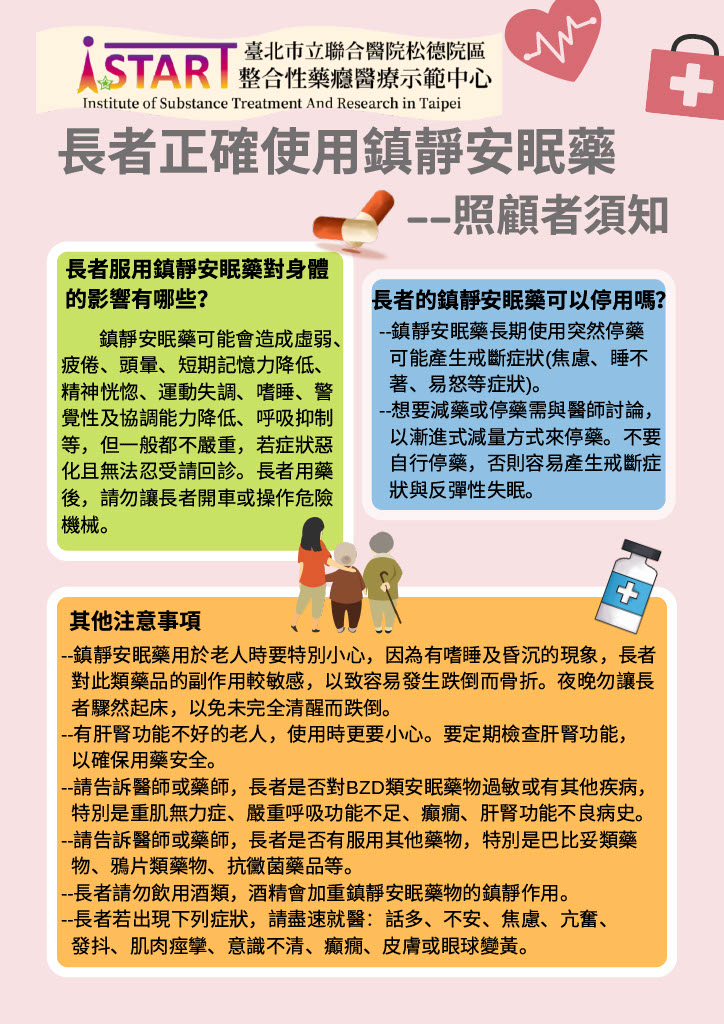 iSTART
臺北市立聯合醫院松德院區
整合性藥癮醫療示範中心
Institute of Substance Treatment And Research in Taipei
長者正確使用鎮靜安眠藥
--照顧者須知
長者服用鎮靜安眠藥對身體
的影響有哪些?
鎮靜安眠藥可能會造成虛弱、
疲倦、頭暈、短期記憶力降低、
精神恍惚、運動失調、嗜睡、警
覺性及協調能力降低、呼吸抑制
等，但一般都不嚴重，若症狀惡
化且無法忍受請回診。長者用藥
後，請勿讓長者開車或操作危險
機械。
長者的鎮靜安眠藥可以停用嗎?
--鎮靜安眠藥長期使用突然停藥
可能產生戒斷症狀(焦慮、睡不
著、易怒等症狀)。
--想要減藥或停藥需與醫師討論，
以漸進式減量方式來停藥。不要
自行停藥，否則容易產生戒斷症
狀與反彈性失眠。
其他注意事項
--鎮靜安眠藥用於老人時要特別小心，因為有嗜睡及昏沉的現象，長者
對此類藥品的副作用較敏感，以致容易發生跌倒而骨折。夜晚勿讓長
者驟然起床，以免未完全清醒而跌倒。
--有肝腎功能不好的老人，使用時更要小心。要定期檢查肝腎功能，
以確保用藥安全。
--請告訴醫師或藥師，長者是否對BZD類安眠藥物過敏或有其他疾病，
特別是重肌無力症、嚴重呼吸功能不足、癲癇、肝腎功能不良病史。
--請告訴醫師或藥師，長者是否有服用其他藥物，特別是巴比妥類藥
物、鴉片類藥物、抗黴菌藥品等。
--長者請勿飲用酒類，酒精會加重鎮靜安眠藥物的鎮靜作用。
--長者若出現下列症狀，請盡速就醫：話多、不安、焦慮、亢奮、
發抖、肌肉痙攣、意識不清、癲癇、皮膚或眼球變黃。